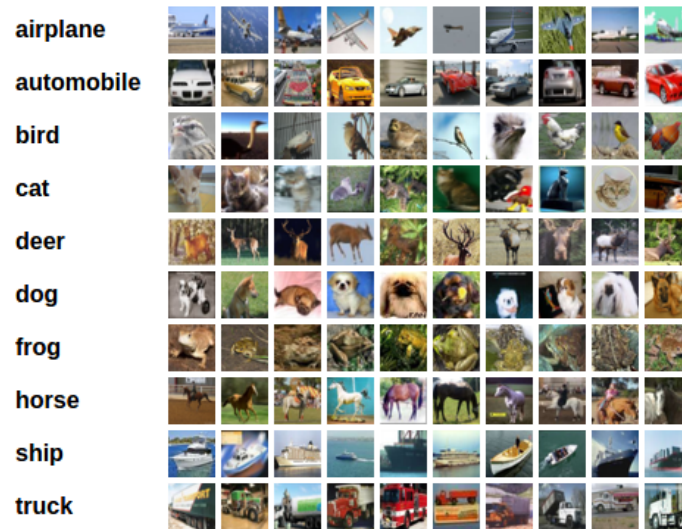 airplane
automobile
bird
cat
deer
dog
frog
horse
ship
truck